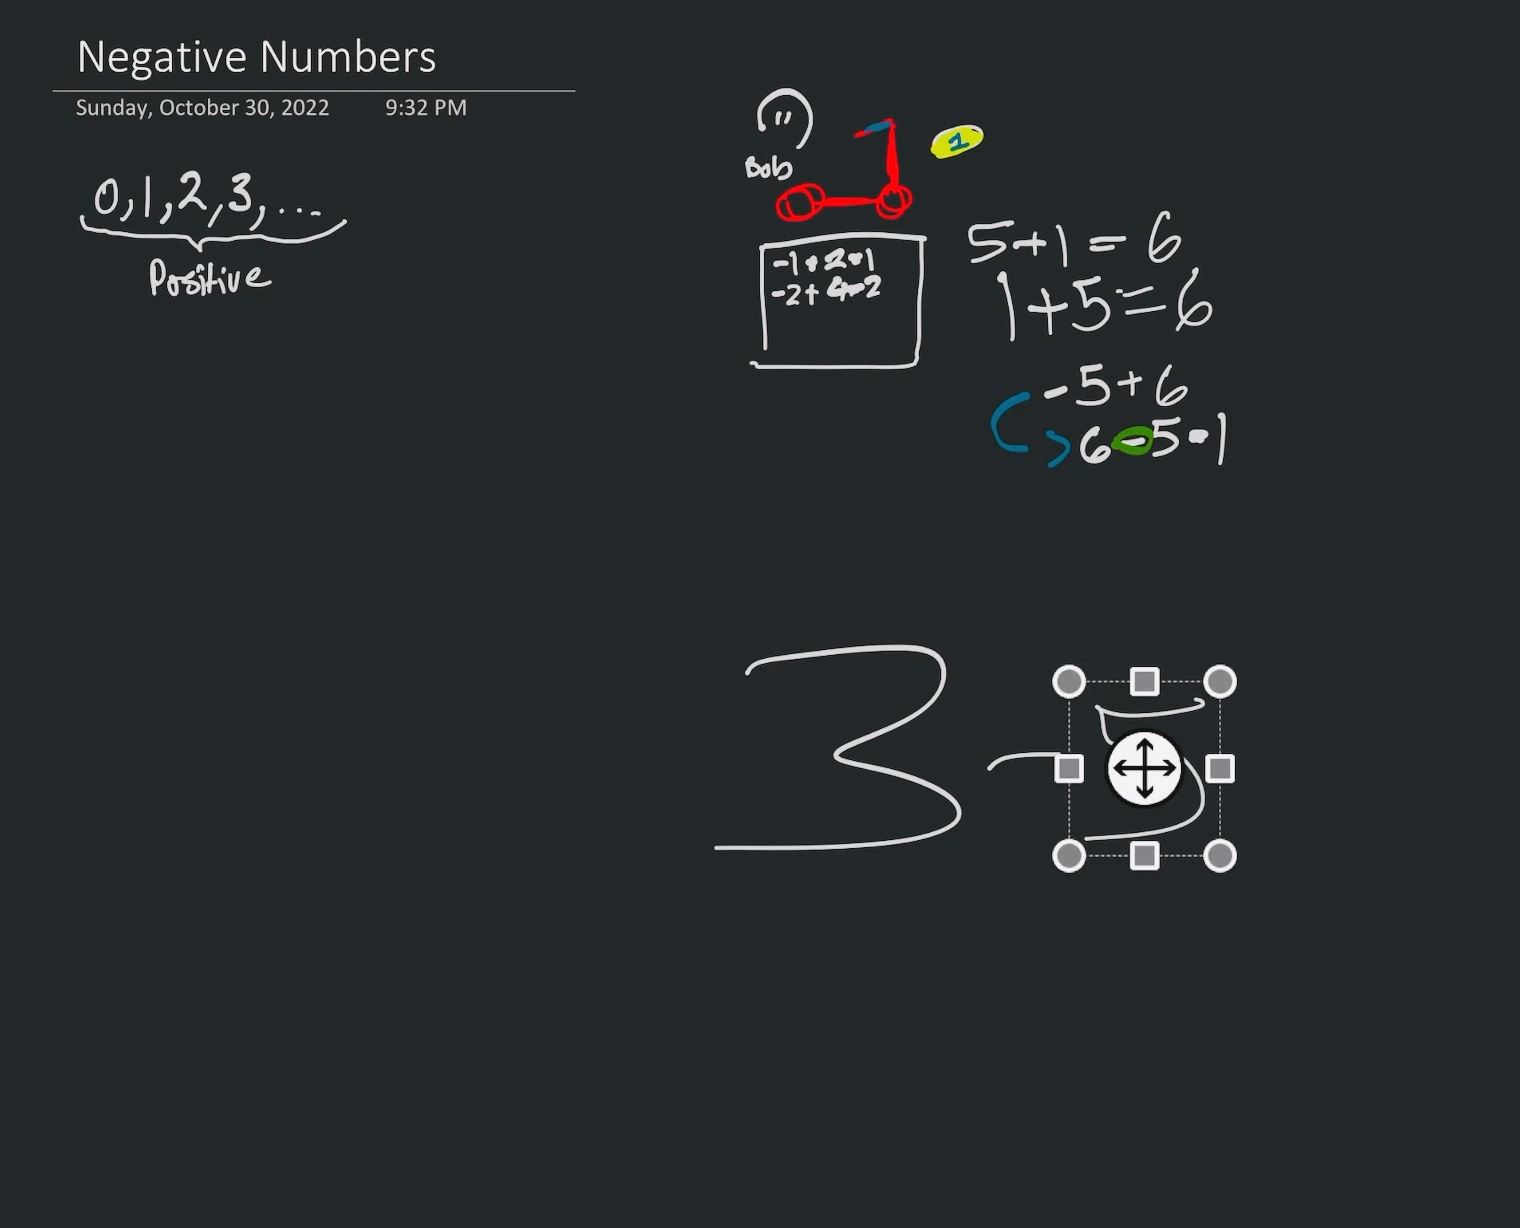 Negative Numbers
Sunday, October 30, 2022 9:32 PM
0,1,2,3,...
Positive
Bob
1
-1+2=1
-2+4=2
5+1=6
1+5=6
-5+6
6-5=1
3-5